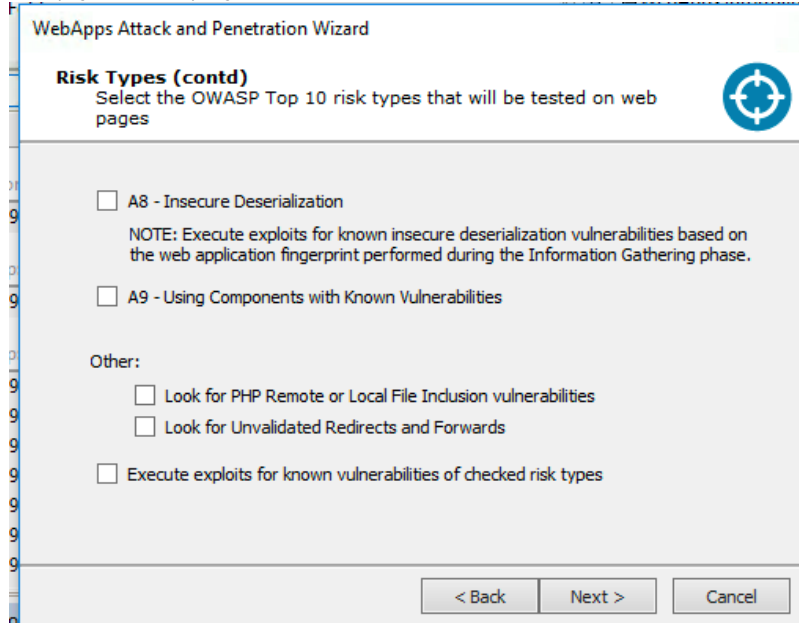 WebApps Attack and Penetration Wizard
Risk Types (contd)
Select the OWASP Top 10 risk types that will be tested on web
pages
A8 - Insecure Deserialization
NOTE: Execute exploits for known insecure deserialization vulnerabilities based on
the web application fingerprint performed during the Information Gathering phase.
A9 - Using Components with Known Vulnerabilities
Other:
Look for PHP Remote or Local File Inclusion vulnerabilities
Look for Unvalidated Redirects and Forwards
Execute exploits for known vulnerabilities of checked risk types
< Back
Next >
Cancel